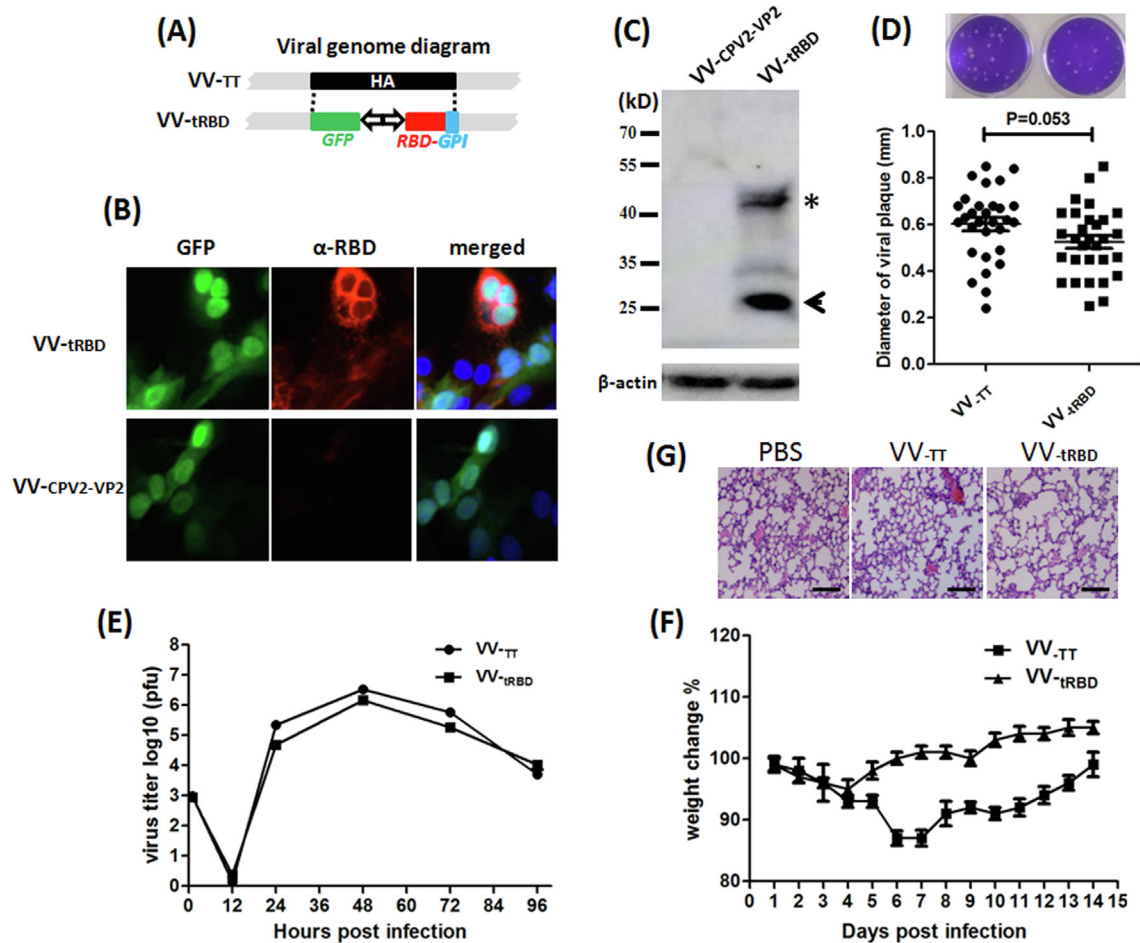 (A)
Viral genome diagram
VV-TT
HA
VV-tRBD
GFP
RBD-GPI
(B)
GFP
α-RBD
merged
VV-tRBD
VV-CPV2-VP2
(C)
VV-CPV2-VP2
VV-tRBD
(kD)
70
55
40
*
35
25
β-actin
(D)
P=0.053
Diameter of viral plaque (mm)
1.0
0.8
0.6
0.4
0.2
0.0
VV-TT
VV-tRBD
(G)
PBS
VV-TT
VV-tRBD
(E)
VV-TT
VV-tRBD
virus titer log10 (pfu)
8
7
6
5
4
3
2
1
0
0 12 24 36 48 60 72 84 96
Hours post infection
(F)
VV-TT
VV-tRBD
weight change %
120
110
100
90
80
0 1 2 3 4 5 6 7 8 9 10 11 12 13 14 15
Days post infection